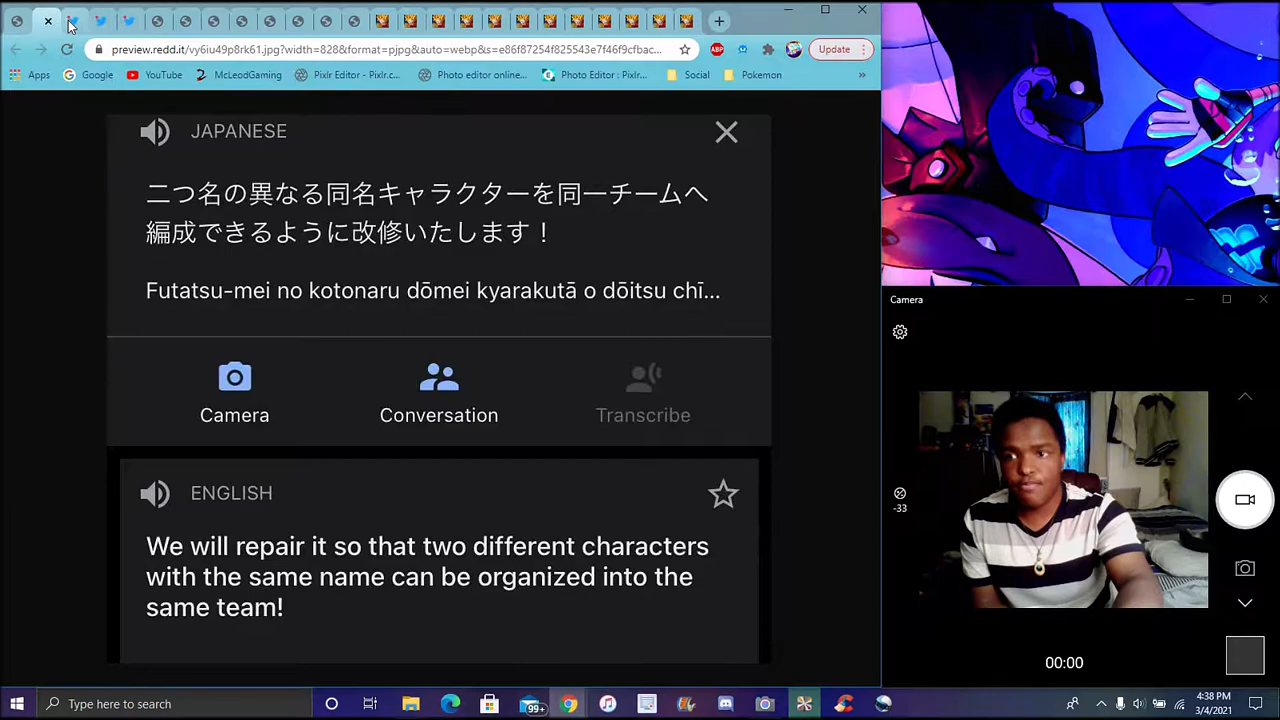 preview.redd.it/vy6iu49p8rk61.jpg?width=828&format=pjpg&auto=webp&s=e86f87254f825543e7f46f9cfbac...
ABP
Update
Apps
Google
YouTube
McLeodGaming
Pixlr Editor - Pixlr.c...
Photo editor online...
Photo Editor : Pixlr...
Social
Pokemon
»
JAPANESE
二つ名の異なる同名キャラクターを同一チームへ
編成できるように改修いたします！
Futatsu-mei no kotonaru dōmei kyarakutā o dōitsu chī...
Camera
Conversation
Transcribe
ENGLISH
We will repair it so that two different characters
with the same name can be organized into the
same team!
Camera
-33
00:00
Type here to search
99+
4:38 PM
3/4/2021